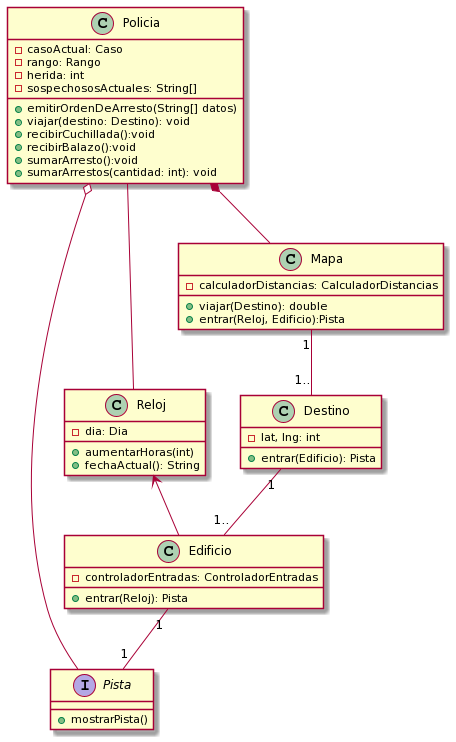 C Policia
casoActual: Caso
rango: Rango
herida: int
sospechososActuales: String[]
emitirOrdenDeArresto(String[] datos)
viajar(destino: Destino): void
recibirCuchillada():void
recibirBalazo():void
sumarArresto():void
sumarArrestos(cantidad: int): void
C Mapa
calculadorDistancias: CalculadorDistancias
viajar(Destino): double
entrar(Reloj, Edificio):Pista
1
1..
C Reloj
dia: Dia
aumentarHoras(int)
fechaActual(): String
C Destino
lat, lng: int
entrar(Edificio): Pista
1
1..
C Edificio
controladorEntradas: ControladorEntradas
entrar(Reloj): Pista
1
1
I Pista
mostrarPista()